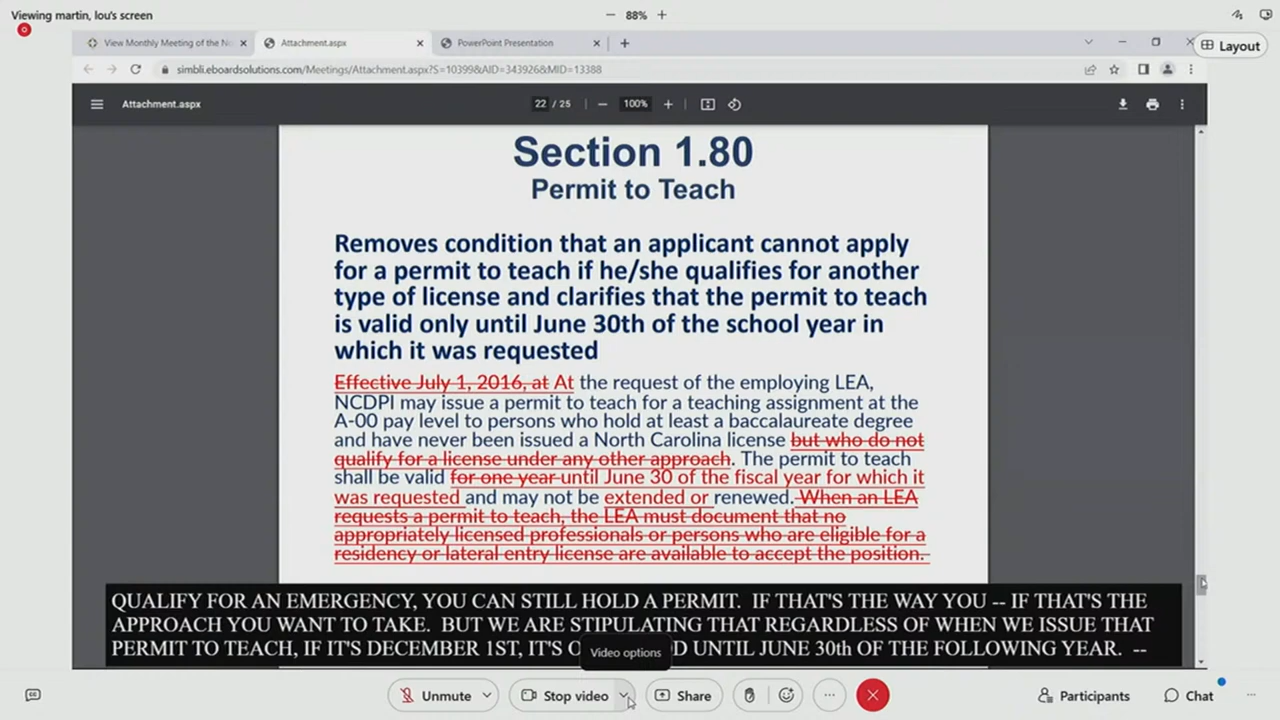 Viewing martin, lou's screen
88%
View Monthly Meeting of the No
Attachment.aspx
PowerPoint Presentation
simbli.eboardsolutions.com/Meetings/Attachment.aspx?S=10399&AID=343926&MID=13388
Layout
Attachment.aspx
22 / 25
100%
Section 1.80
Permit to Teach
Removes condition that an applicant cannot apply
for a permit to teach if he/she qualifies for another
type of license and clarifies that the permit to teach
is valid only until June 30th of the school year in
which it was requested
Effective July 1, 2016, at At the request of the employing LEA,
NCDPI may issue a permit to teach for a teaching assignment at the
A-00 pay level to persons who hold at least a baccalaureate degree
and have never been issued a North Carolina license but who do not
qualify for a license under any other approach. The permit to teach
shall be valid for one year until June 30 of the fiscal year for which it
was requested and may not be extended or renewed. When an LEA
requests a permit to teach, the LEA must document that no
appropriately licensed professionals or persons who are eligible for a
residency or lateral entry license are available to accept the position.
QUALIFY FOR AN EMERGENCY, YOU CAN STILL HOLD A PERMIT. IF THAT'S THE WAY YOU -- IF THAT'S THE
APPROACH YOU WANT TO TAKE. BUT WE ARE STIPULATING THAT REGARDLESS OF WHEN WE ISSUE THAT
PERMIT TO TEACH, IF IT'S DECEMBER 1ST, IT'S UNTIL JUNE 30th OF THE FOLLOWING YEAR. --
Video options
Unmute
Stop video
Share
Participants
Chat